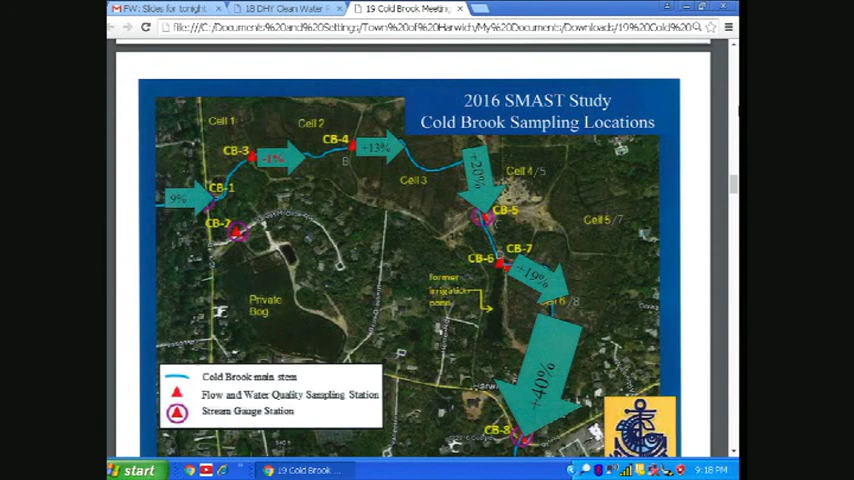 FW: Slides for tonight
18 DHY Clean Water F
19 Cold Brook Meeting
file:///C:/Documents%20and%20Settings/Town%20of%20Harwich/My%20Documents/Downloads/19%20Cold%20
2016 SMAST Study
Cold Brook Sampling Locations
Cell 1
Cell 2
CB-4
+13%
CB-3
-1%
B
Cell 3
+20%
Cell 4/5
CB-1
9%
CB-2
CB-5
Cell 5/7
CB-7
CB-6
+19%
former
irrigation
pond
/8
Private
Bog
+40%
Cold Brook main stem
Flow and Water Quality Sampling Station
Stream Gauge Station
CB-8
start
19 Cold Brook ...
9:18 PM